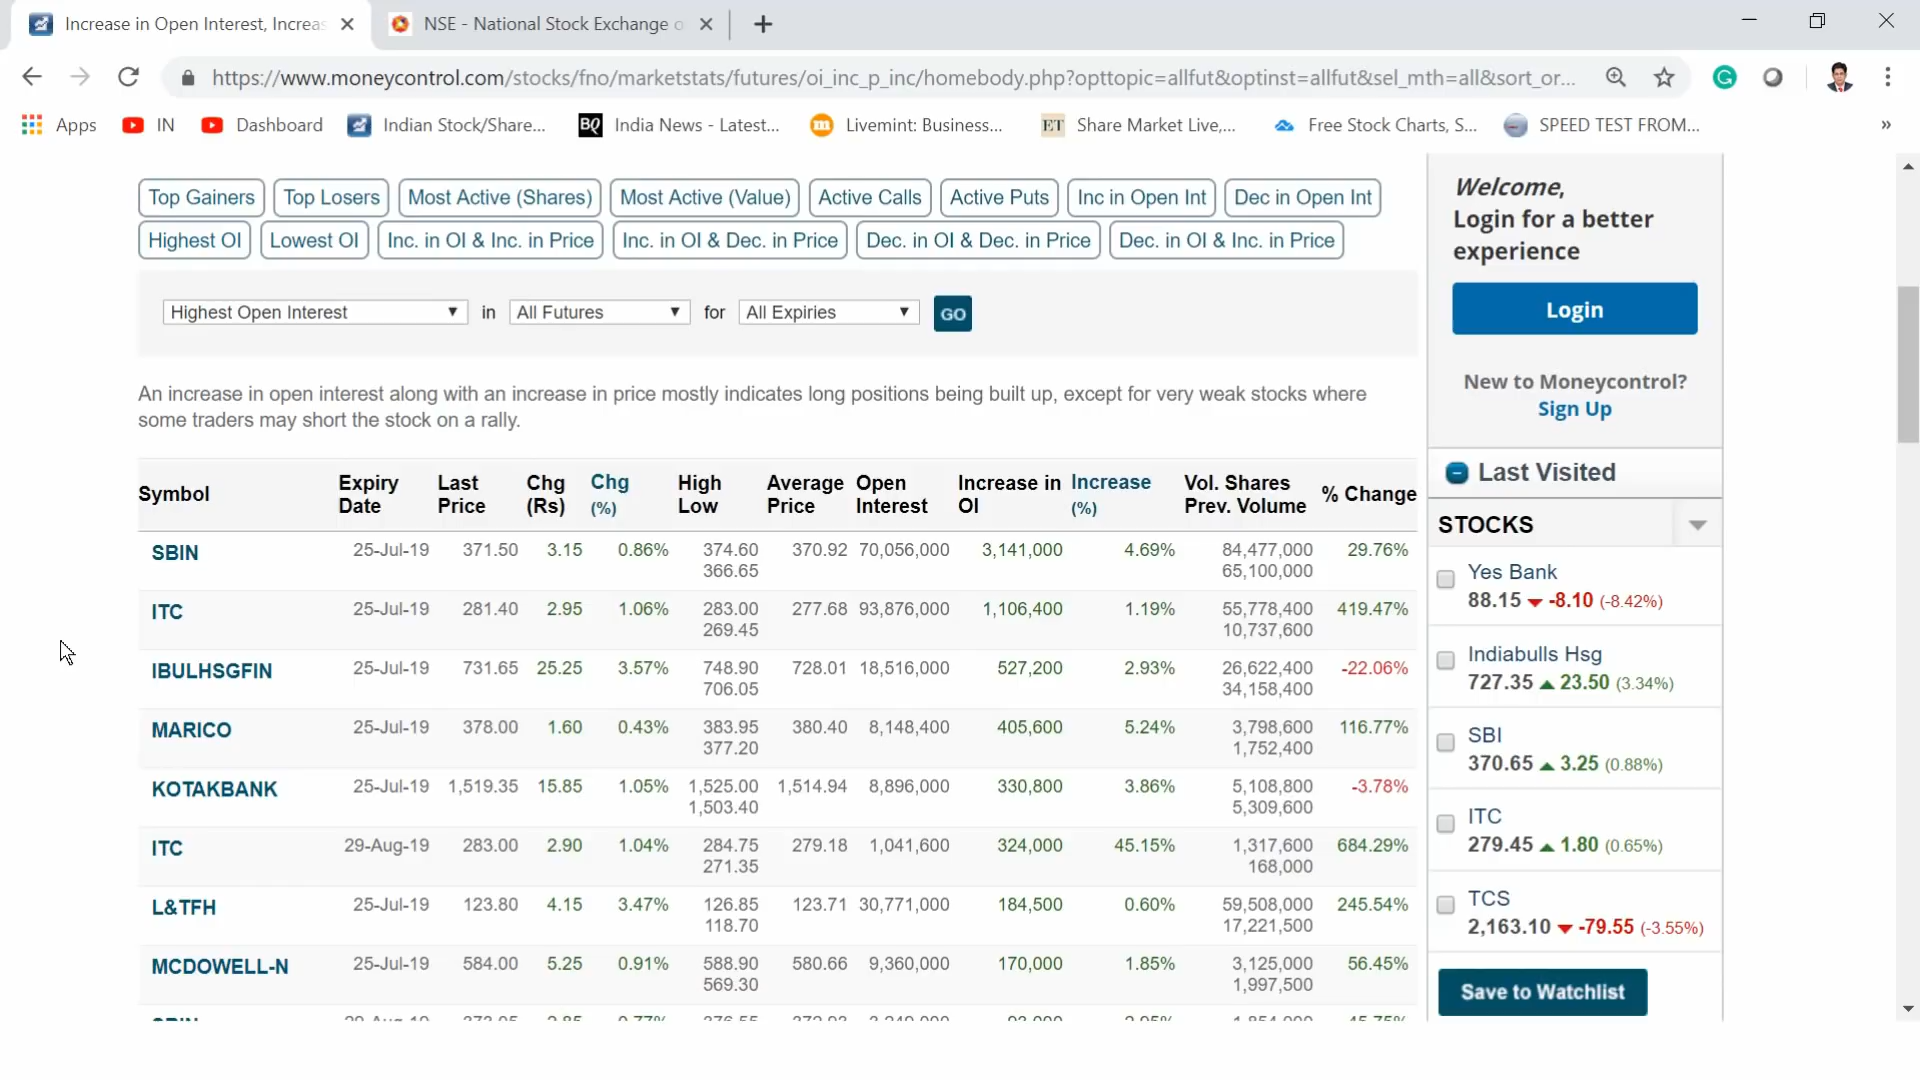 Increase in Open Interest, Increas
NSE - National Stock Exchange o
https://www.moneycontrol.com/stocks/fno/marketstats/futures/oi_inc_p_inc/homebody.php?opttopic=allfut&optinst=allfut&sel_mth=all&sort_or...
Apps IN Dashboard Indian Stock/Share... BQ India News - Latest... m Livemint: Business... ET Share Market Live,... Free Stock Charts, S... SPEED TEST FROM... »
Top Gainers Top Losers Most Active (Shares) Most Active (Value) Active Calls Active Puts Inc in Open Int Dec in Open Int
Highest OI Lowest OI Inc. in OI & Inc. in Price Inc. in OI & Dec. in Price Dec. in OI & Dec. in Price Dec. in OI & Inc. in Price
Highest Open Interest in All Futures for All Expiries GO
An increase in open interest along with an increase in price mostly indicates long positions being built up, except for very weak stocks where
some traders may short the stock on a rally.
Symbol Expiry Date Last Price Chg (Rs) Chg (%) High Low Average Price Open Interest Increase in OI Increase (%) Vol. Shares Prev. Volume % Change
SBIN 25-Jul-19 371.50 3.15 0.86% 374.60 370.92 70,056,000 3,141,000 4.69% 84,477,000 29.76%
366.65 65,100,000
ITC 25-Jul-19 281.40 2.95 1.06% 283.00 277.68 93,876,000 1,106,400 1.19% 55,778,400 419.47%
269.45 10,737,600
IBULHSGFIN 25-Jul-19 731.65 25.25 3.57% 748.90 728.01 18,516,000 527,200 2.93% 26,622,400 -22.06%
706.05 34,158,400
MARICO 25-Jul-19 378.00 1.60 0.43% 383.95 380.40 8,148,400 405,600 5.24% 3,798,600 116.77%
377.20 1,752,400
KOTAKBANK 25-Jul-19 1,519.35 15.85 1.05% 1,525.00 1,514.94 8,896,000 330,800 3.86% 5,108,800 -3.78%
1,503.40 5,309,600
ITC 29-Aug-19 283.00 2.90 1.04% 284.75 279.18 1,041,600 324,000 45.15% 1,317,600 684.29%
271.35 168,000
L&TFH 25-Jul-19 123.80 4.15 3.47% 126.85 123.71 30,771,000 184,500 0.60% 59,508,000 245.54%
118.70 17,221,500
MCDOWELL-N 25-Jul-19 584.00 5.25 0.91% 588.90 580.66 9,360,000 170,000 1.85% 3,125,000 56.45%
569.30 1,997,500
Welcome,
Login for a better
experience
Login
New to Moneycontrol?
Sign Up
Last Visited
STOCKS
Yes Bank
88.15 -8.10 (-8.42%)
Indiabulls Hsg
727.35 23.50 (3.34%)
SBI
370.65 3.25 (0.88%)
ITC
279.45 1.80 (0.65%)
TCS
2,163.10 -79.55 (-3.55%)
Save to Watchlist